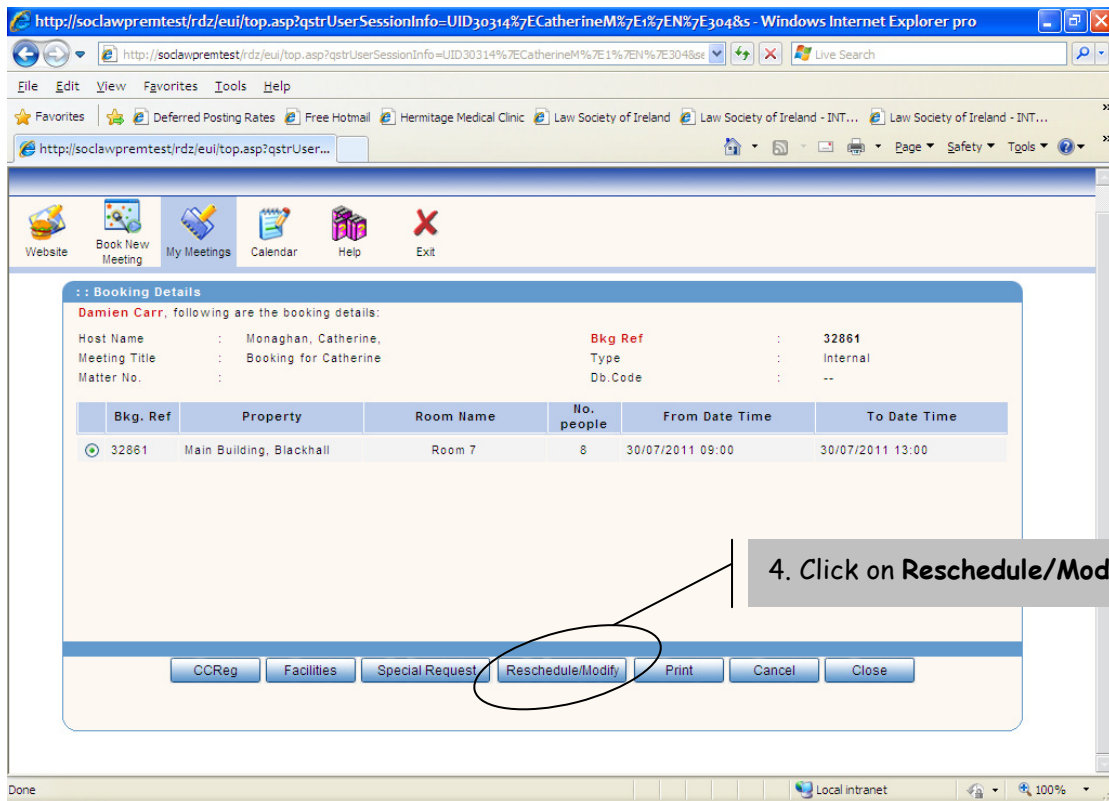 http://soclawpremtest/rdz/eui/top.asp?qstrUserSessionInfo=UID30314%7ECatherineM%7E1%7EN%7E304&s - Windows Internet Explorer pro
http://soclawpremtest/rdz/eui/top.asp?qstrUserSessionInfo=UID30314%7ECatherineM%7E1%7EN%7E304&se Live Search
File Edit View Favorites Tools Help
Favorites Deferred Posting Rates Free Hotmail Hermitage Medical Clinic Law Society of Ireland Law Society of Ireland - INT... Law Society of Ireland - INT... »
http://soclawpremtest/rdz/eui/top.asp?qstrUser... Page Safety Tools »
Website Book New Meeting My Meetings Calendar Help Exit
:: Booking Details
Damien Carr, following are the booking details:
Host Name : Monaghan, Catherine, Bkg Ref : 32861
Meeting Title : Booking for Catherine Type : Internal
Matter No. : Db.Code : --
Bkg. Ref Property Room Name No. people From Date Time To Date Time
32861 Main Building, Blackhall Room 7 8 30/07/2011 09:00 30/07/2011 13:00
4. Click on Reschedule/Mod
CCReg Facilities Special Request Reschedule/Modify Print Cancel Close
Done Local intranet 100%